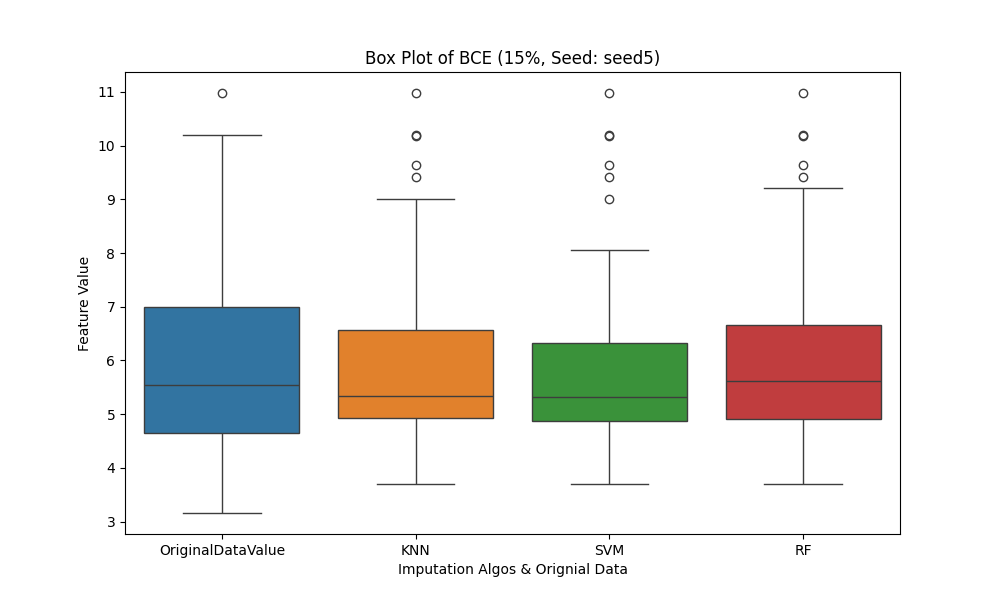 Box Plot of BCE (15%, Seed: seed5)
11
10
9
8
7
6
5
4
3
Feature Value
OriginalDataValue KNN SVM RF
Imputation Algos & Orignial Data